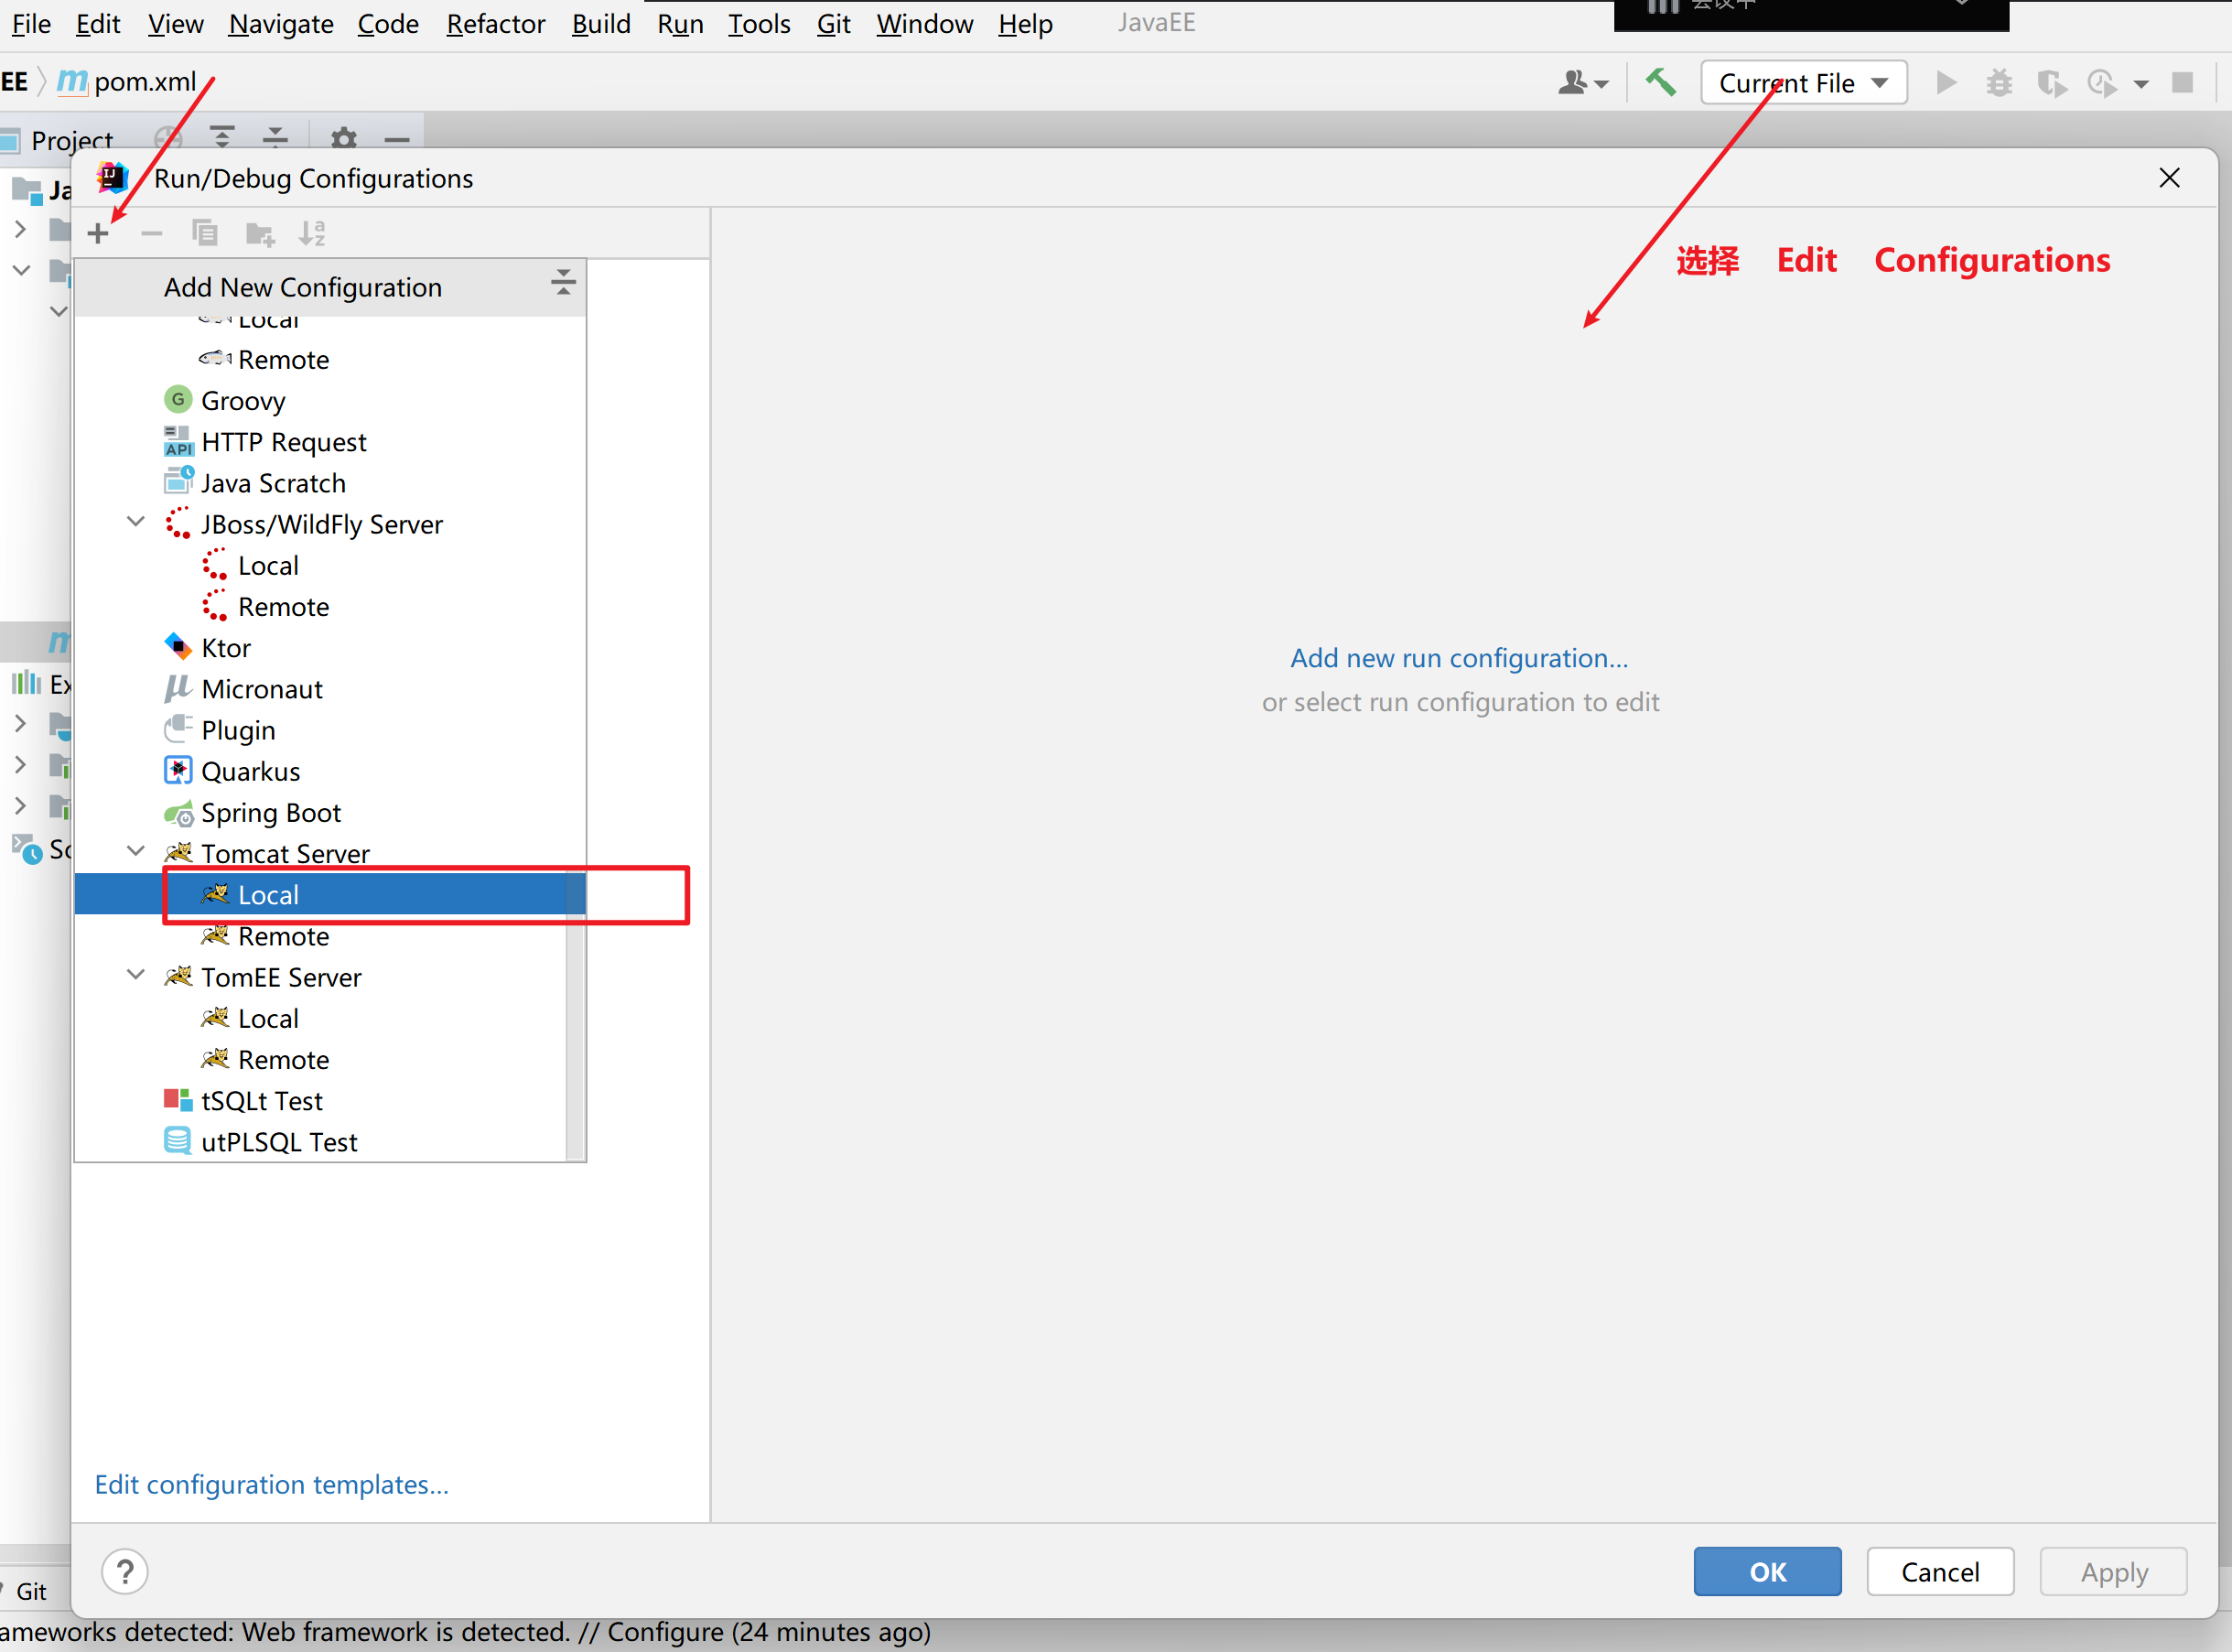 File Edit View Navigate Code Refactor Build Run Tools Git Window Help JavaEE
会议中
EE pom.xml
Current File
Project
Run/Debug Configurations
Ja
选择 Edit Configurations
Add New Configuration
Local
Remote
Groovy
HTTP Request
Java Scratch
JBoss/WildFly Server
Local
Remote
Ktor
Add new run configuration...
Ex
Micronaut
or select run configuration to edit
Plugin
Quarkus
Spring Boot
Sc
Tomcat Server
Local
Remote
TomEE Server
Local
Remote
tSQLt Test
utPLSQL Test
Edit configuration templates...
? OK Cancel Apply
Git
ameworks detected: Web framework is detected. // Configure (24 minutes ago)